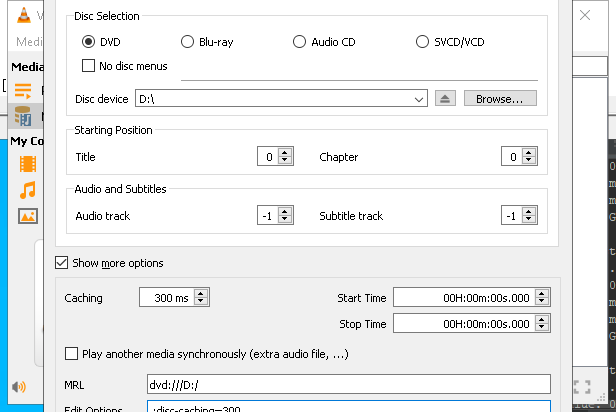 Disc Selection
DVD
Blu-ray
Audio CD
SVCD/VCD
No disc menus
Disc device
D:\
Browse...
Starting Position
Title
0
Chapter
0
Audio and Subtitles
Audio track
-1
Subtitle track
-1
Show more options
Caching
300 ms
Start Time
00H:00m:00s.000
Stop Time
00H:00m:00s.000
Play another media synchronously (extra audio file, ...)
MRL
dvd:///D:/
Edit Options
:disc-caching=300
Medi
Media
My Co